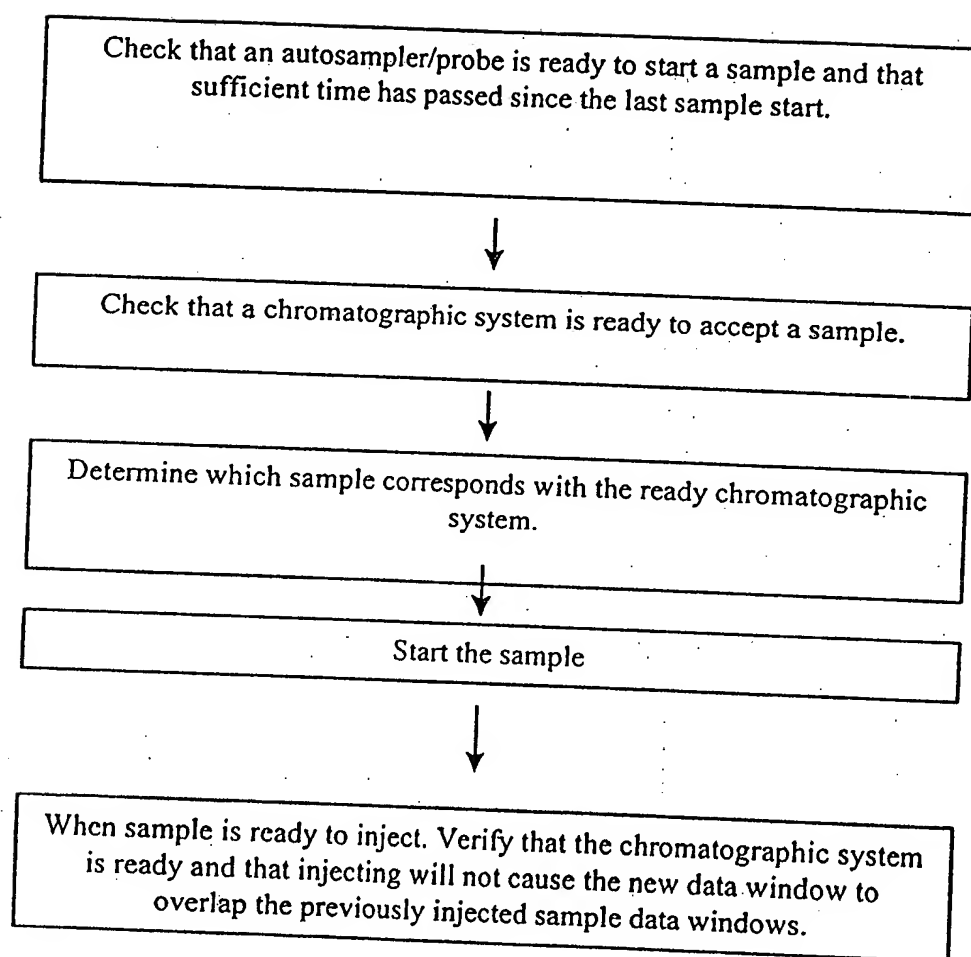 Check that an autosampler/probe is ready to start a sample and that
sufficient time has passed since the last sample start.
Check that a chromatographic system is ready to accept a sample.
Determine which sample corresponds with the ready chromatographic
system.
Start the sample
When sample is ready to inject. Verify that the chromatographic system
is ready and that injecting will not cause the new data window to
overlap the previously injected sample data windows.